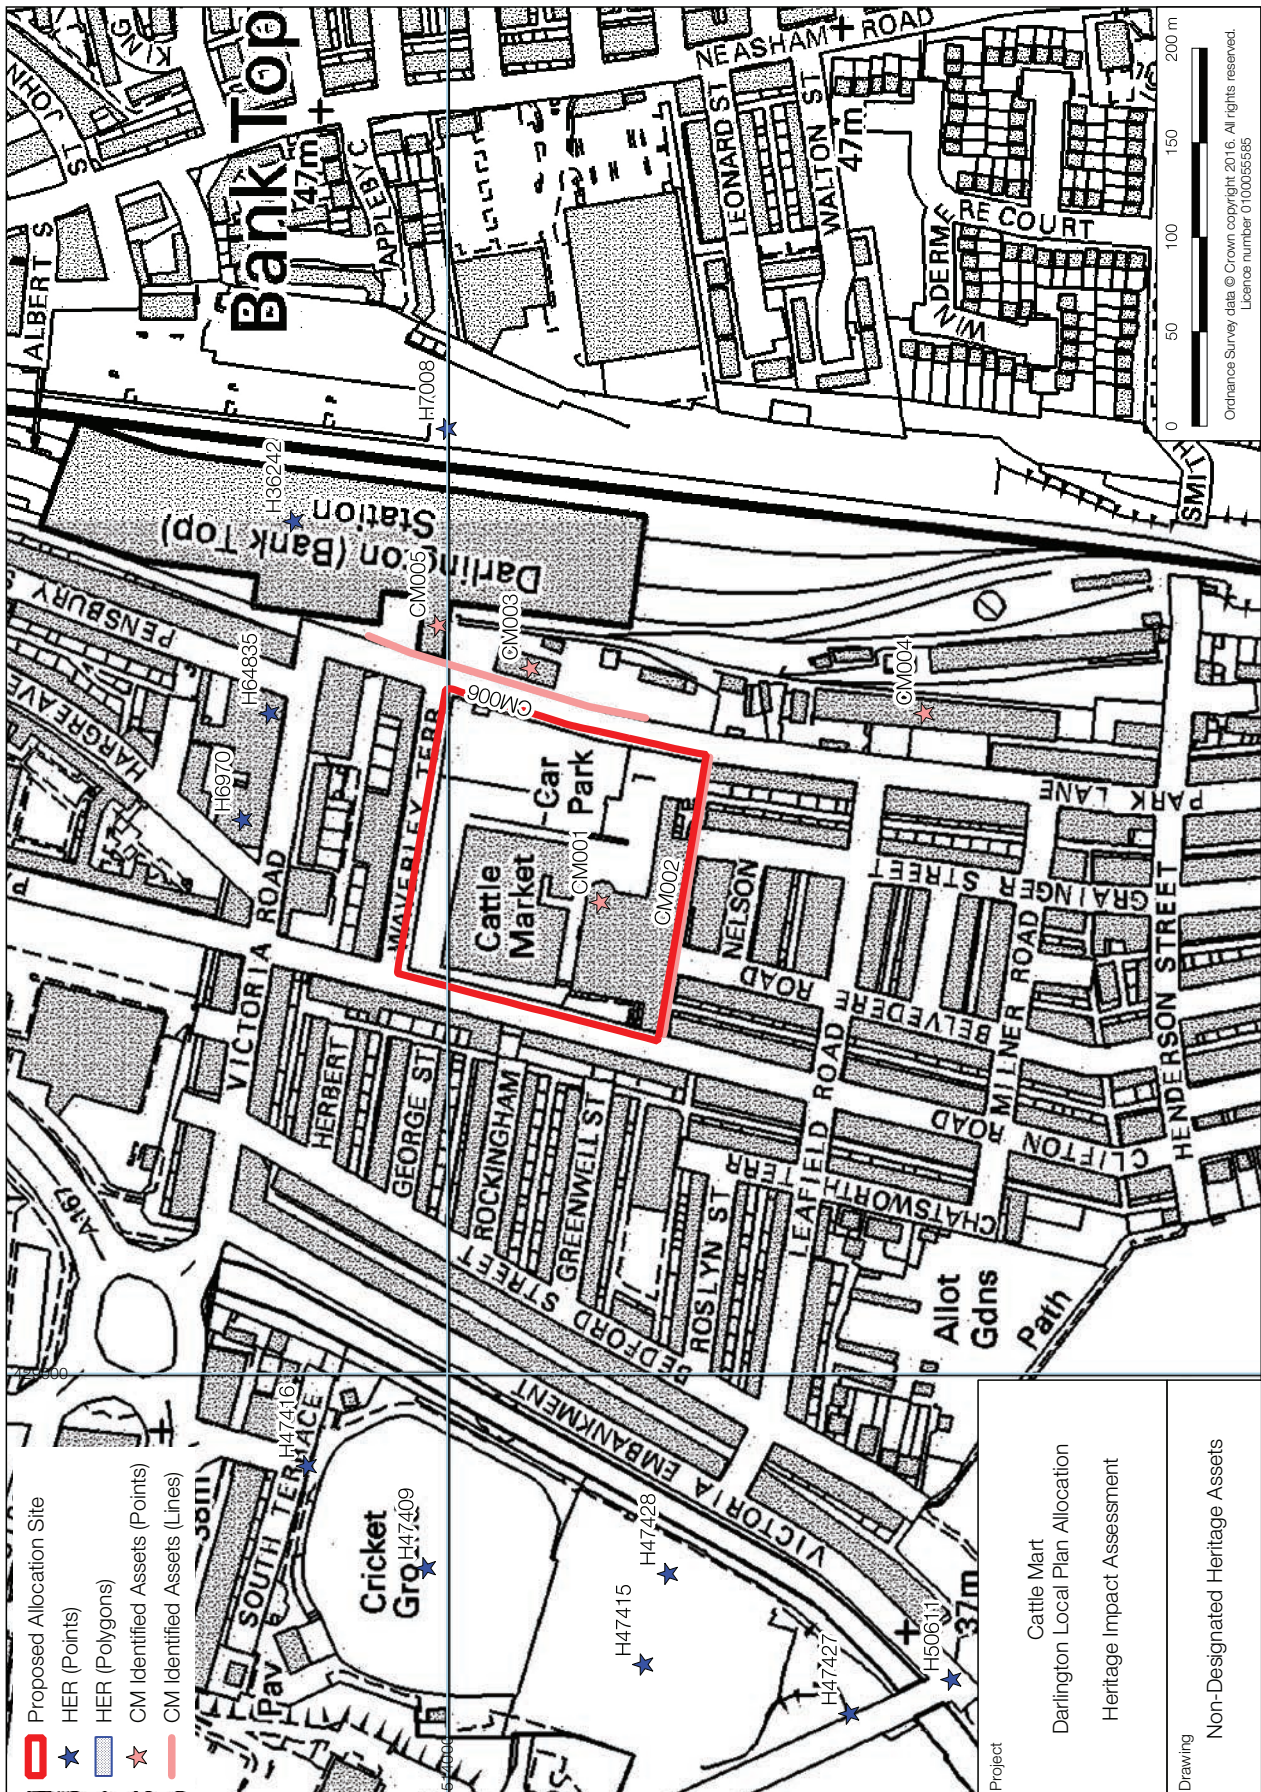 Proposed Allocation Site
HER (Points)
HER (Polygons)
CM Identified Assets (Points)
CM Identified Assets (Lines)
ST
JOHN
KING
ALBERT S
Bank Top
47m
APPLEBY C
NEASHAM ROAD
LEONARD ST
WALTON ST
47m
WINDERMERE COURT
SMITH
H7008
H36242
Darlington (Bank Top)
Station
PENSBURY S
HARGREAVE
H64835
H6970
CM005
CM003
CM006
CM004
VICTORIA ROAD
WAVERLEY TERR
Car
Park
Cattle
Market
CM001
CM002
NELSON
PARK LANE
GRAINGER STREET
BELVEDERE ROAD
MILNER ROAD
HENDERSON STREET
CLIFTON ROAD
CHATSWORTH TERR
LEAFIELD ROAD
HERBERT
GEORGE ST
ROCKINGHAM
GREENWELL ST
ROSLYN ST
BEDFORD STREET
VICTORIA EMBANKMENT
A167
Allot
Gdns
Path
SOUTH TERRACE
38m
Pav
H47416
Cricket
H47409
H47428
H47415
H47427
H50611
37m
0 50 100 150 200 m
Ordnance Survey data © Crown copyright 2016. All rights reserved.
Licence number 0100055585
Project
Cattle Mart
Darlington Local Plan Allocation
Heritage Impact Assessment
Drawing
Non-Designated Heritage Assets